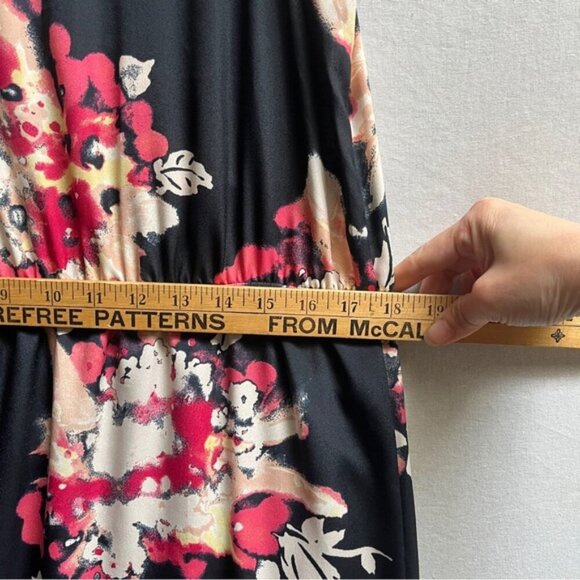 9 10 11 12 13 14 15 16 17 18 19
REFREE PATTERNS FROM McCAL